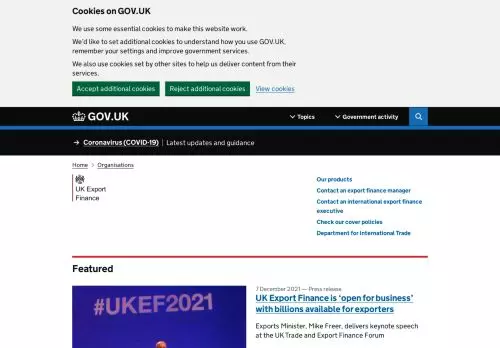 Cookies on GOV.UK
We use some essential cookies to make this website work.
We'd like to set additional cookies to understand how you use GOV.UK,
remember your settings and improve government services.
We also use cookies set by other sites to help us deliver content from their
services.
Accept additional cookies
Reject additional cookies
View cookies
GOV.UK
Topics
Government activity
→ Coronavirus (COVID-19) | Latest updates and guidance
Home > Organisations
UK Export
Finance
Our products
Contact an export finance manager
Contact an international export finance
executive
Check our cover policies
Department for International Trade
Featured
#UKEF2021
7 December 2021 — Press release
UK Export Finance is ‘open for business’
with billions available for exporters
Exports Minister, Mike Freer, delivers keynote speech
at the UK Trade and Export Finance Forum